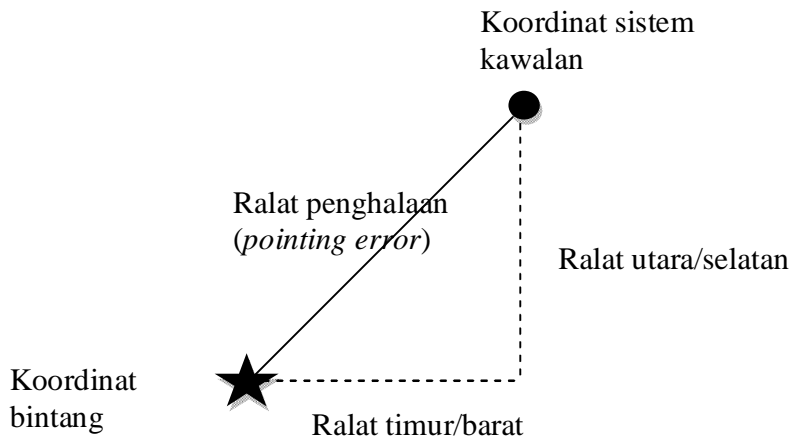 Koordinat sistem
kawalan
Ralat penghalaan
(pointing error)
Ralat utara/selatan
Koordinat
bintang
Ralat timur/barat